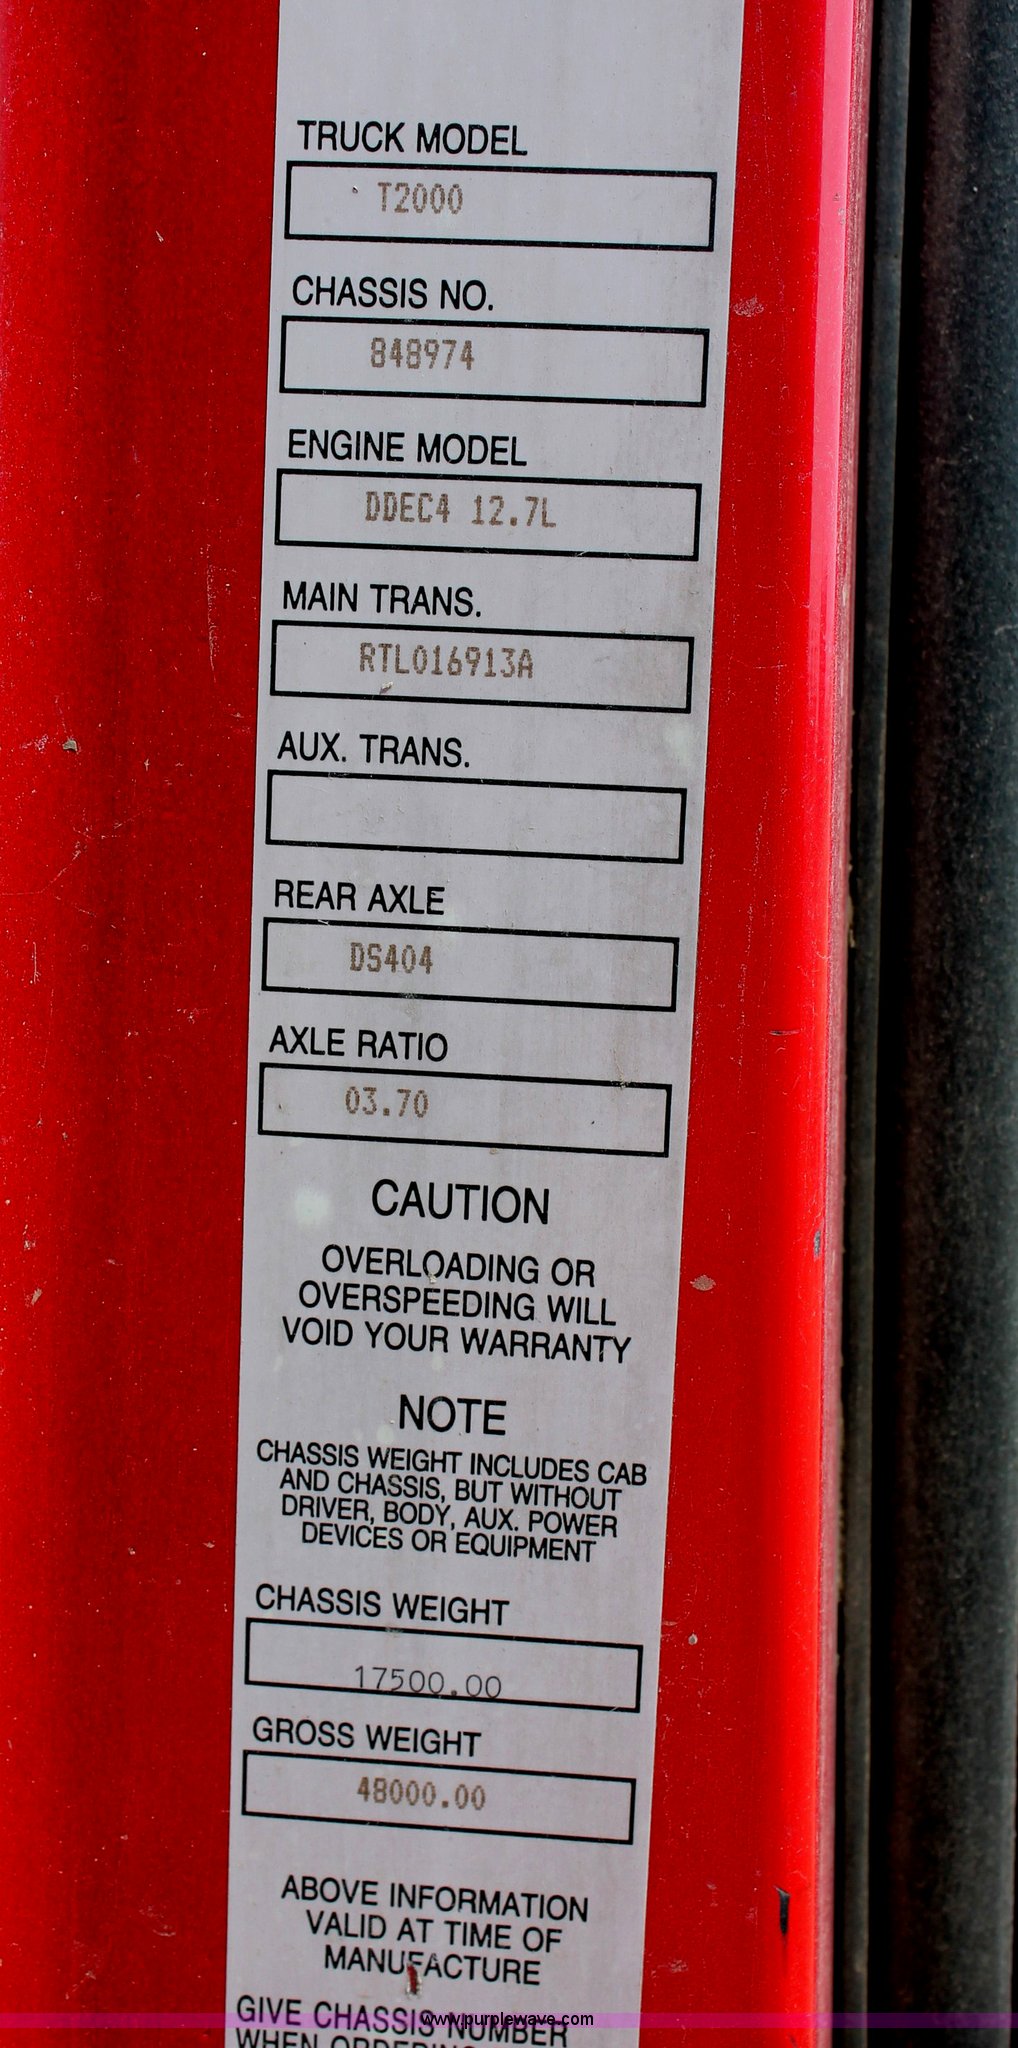 TRUCK MODEL
T2000
CHASSIS NO.
848974
ENGINE MODEL
DDEC4 12.7L
MAIN TRANS.
RTLO16913A
AUX. TRANS.
REAR AXLE
DS404
AXLE RATIO
03.70
CAUTION
OVERLOADING OR
OVERSPEEDING WILL
VOID YOUR WARRANTY
NOTE
CHASSIS WEIGHT INCLUDES CAB
AND CHASSIS, BUT WITHOUT
DRIVER, BODY, AUX. POWER
DEVICES OR EQUIPMENT
CHASSIS WEIGHT
17500.00
GROSS WEIGHT
48000.00
ABOVE INFORMATION
VALID AT TIME OF
MANUFACTURE
GIVE CHASSIS NUMBER
www.purplewave.com
WHEN ORDERING